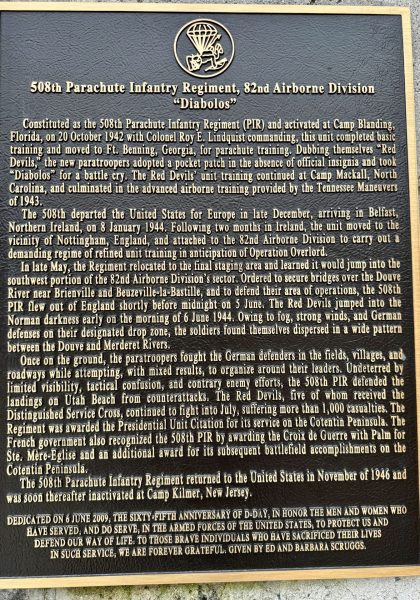 508th Parachute Infantry Regiment, 82nd Airborne Division
"Diabolos"
Constituted as the 508th Parachute Infantry Regiment (PIR) and activated at Camp Blanding,
Florida, on 20 October 1942 with Colonel Roy E. Lindquist commanding, this unit completed basic
training and moved to Ft. Benning, Georgia, for parachute training. Dubbing themselves "Red
Devils," the new paratroopers adopted a pocket patch in the absence of official insignia and took
"Diabolos" for a battle cry. The Red Devils' unit training continued at Camp Mackall, North
Carolina, and culminated in the advanced airborne training provided by the Tennessee Maneuvers
of 1943.
The 508th departed the United States for Europe in late December, arriving in Belfast,
Northern Ireland, on 8 January 1944. Following two months in Ireland, the unit moved to the
vicinity of Nottingham, England, and attached to the 82nd Airborne Division to carry out a
demanding regime of refined unit training in anticipation of Operation Overlord.
In late May, the Regiment relocated to the final staging area and learned it would jump into the
southwest portion of the 82nd Airborne Division's sector. Ordered to secure bridges over the Douve
River near Brienville and Beuzeville-la-Bastille, and to defend their area of operations, the 508th
PIR flew out of England shortly before midnight on 5 June. The Red Devils jumped into the
Norman darkness early on the morning of 6 June 1944. Owing to fog, strong winds, and German
defenses on their designated drop zone, the soldiers found themselves dispersed in a wide pattern
between the Douve and Merderet Rivers.
Once on the ground, the paratroopers fought the German defenders in the fields, villages, and
roadways while attempting, with mixed results, to organize around their leaders. Undeterred by
limited visibility, tactical confusion, and contrary enemy efforts, the 508th PIR defended the
landings on Utah Beach from counterattacks. The Red Devils, five of whom received the
Distinguished Service Cross, continued to fight into July, suffering more than 1,000 casualties. The
Regiment was awarded the Presidential Unit Citation for its service on the Cotentin Peninsula. The
French government also recognized the 508th PIR by awarding the Croix de Guerre with Palm for
Ste. Mère-Eglise and an additional award for its subsequent battlefield accomplishments on the
Cotentin Peninsula.
The 508th Parachute Infantry Regiment returned to the United States in November of 1946 and
was soon thereafter inactivated at Camp Kilmer, New Jersey.
DEDICATED ON 6 JUNE 2009, THE SIXTY-FIFTH ANNIVERSARY OF D-DAY, IN HONOR THE MEN AND WOMEN WHO
HAVE SERVED, AND DO SERVE, IN THE ARMED FORCES OF THE UNITED STATES, TO PROTECT US AND
DEFEND OUR WAY OF LIFE. TO THOSE BRAVE INDIVIDUALS WHO HAVE SACRIFICED THEIR LIVES
IN SUCH SERVICE, WE ARE FOREVER GRATEFUL. GIVEN BY ED AND BARBARA SCRUGGS.